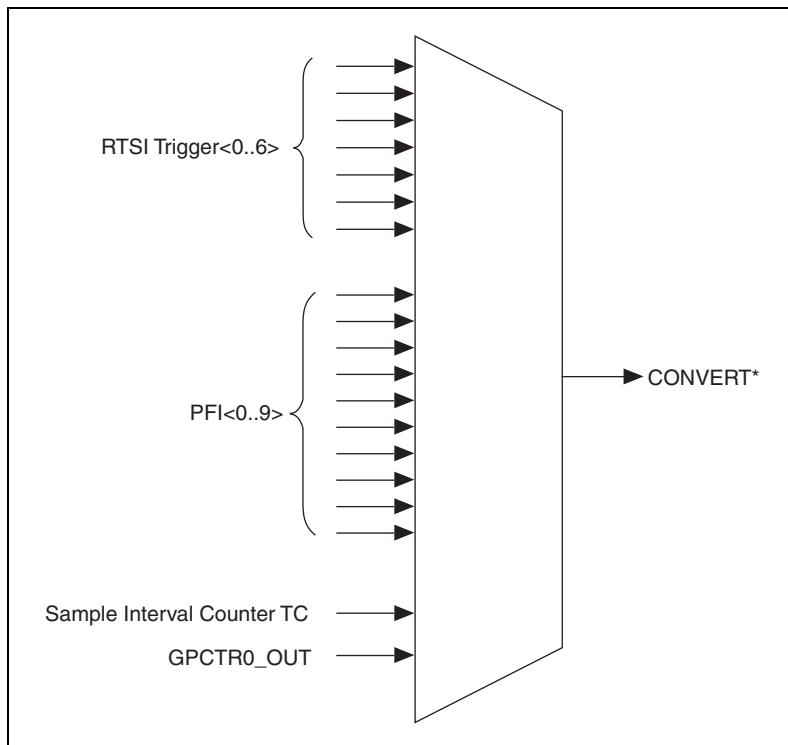 RTSI Trigger<0..6>
PFI<0..9>
CONVERT*
Sample Interval Counter TC
GPCTR0_OUT